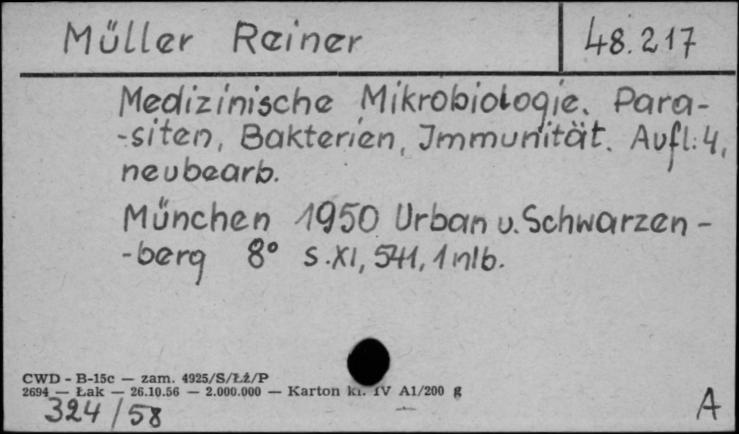 Müller Reiner 48.217
Medizinische Mikrobiologie. Para-
-siten, Bakterien, Immunität. Aufl: 4,
neubearb.
München 1950 Urban u. Schwarzen-
-berg 8° S. XI, 541, 1 nlb.
CWD - B-15c — zam. 4925/S/Łż/P
2694 — Łak — 26.10.56 — 2.000.000 — Karton kl. IV A1/200 g
324/58 A